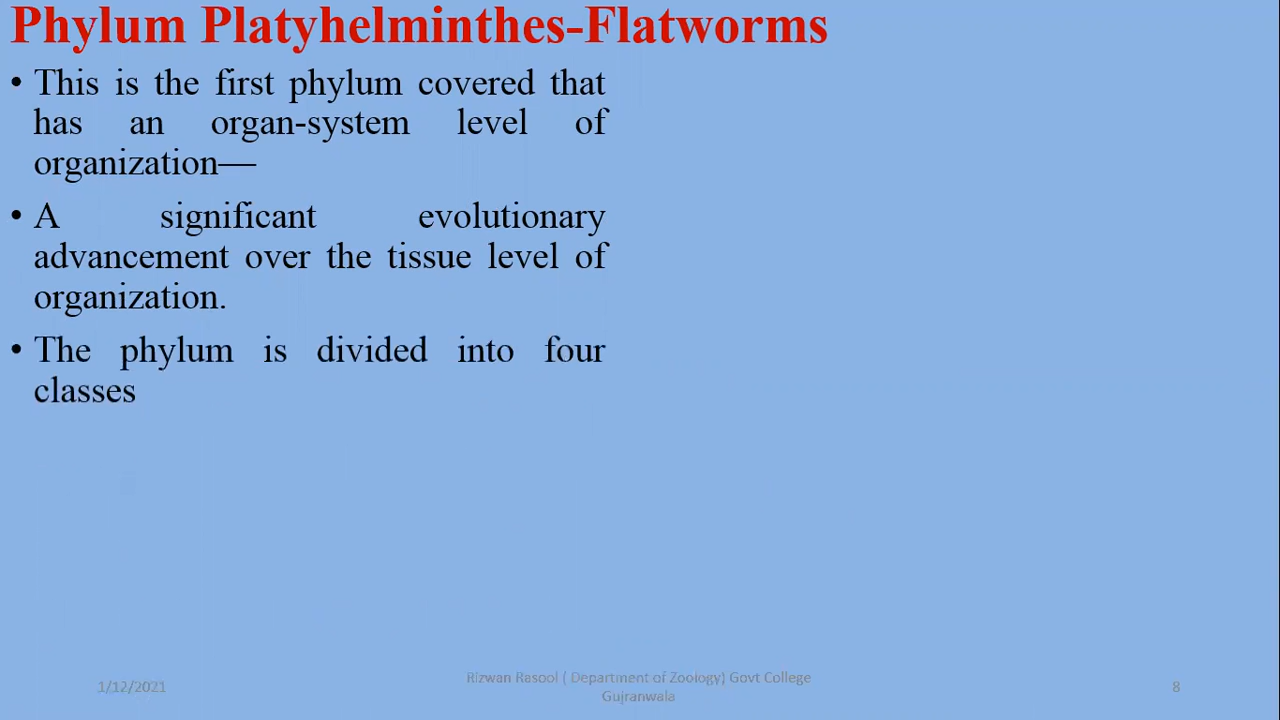 Phylum Platyhelminthes-Flatworms
• This is the first phylum covered that
has an organ-system level of
organization—
• A significant evolutionary
advancement over the tissue level of
organization.
• The phylum is divided into four
classes
1/12/2021
Rizwan Rasool ( Department of Zoology) Govt College
Gujranwala
8